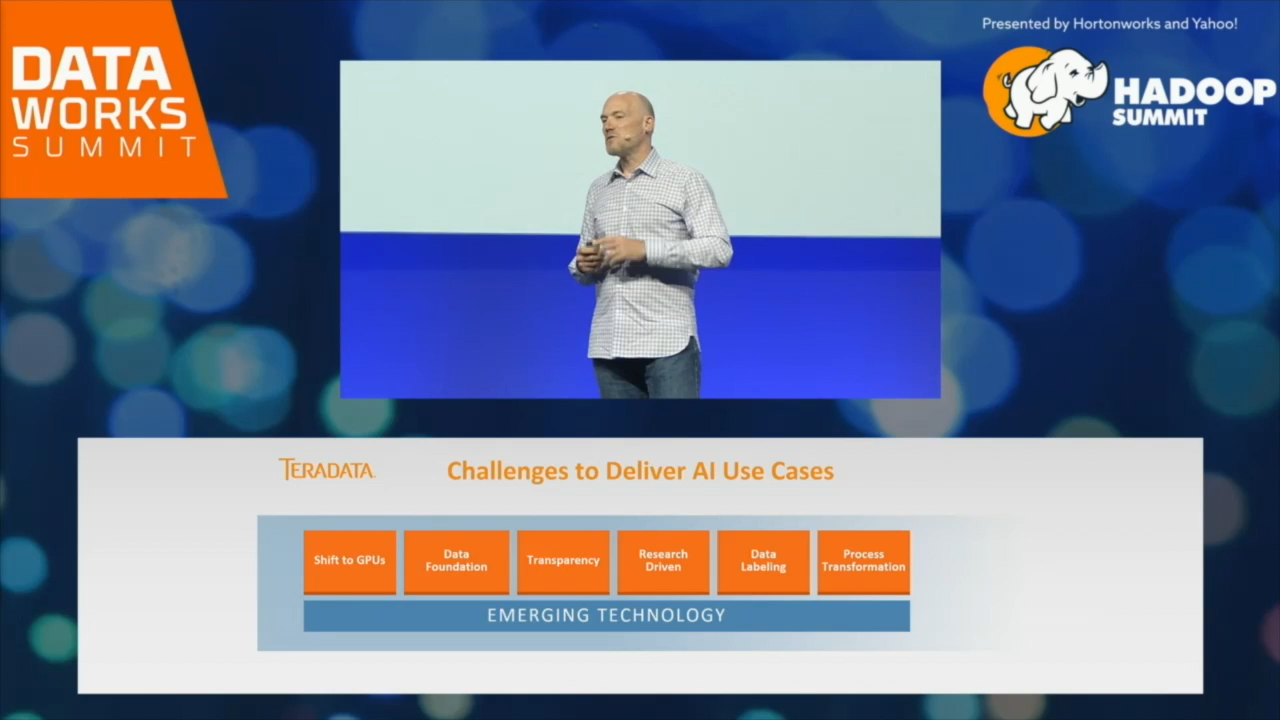 DATA
WORKS
SUMMIT
Presented by Hortonworks and Yahoo!
HADOOP
SUMMIT
TERADATA.
Challenges to Deliver AI Use Cases
Shift to GPUs
Data
Foundation
Transparency
Research
Driven
Data
Labeling
Process
Transformation
EMERGING TECHNOLOGY